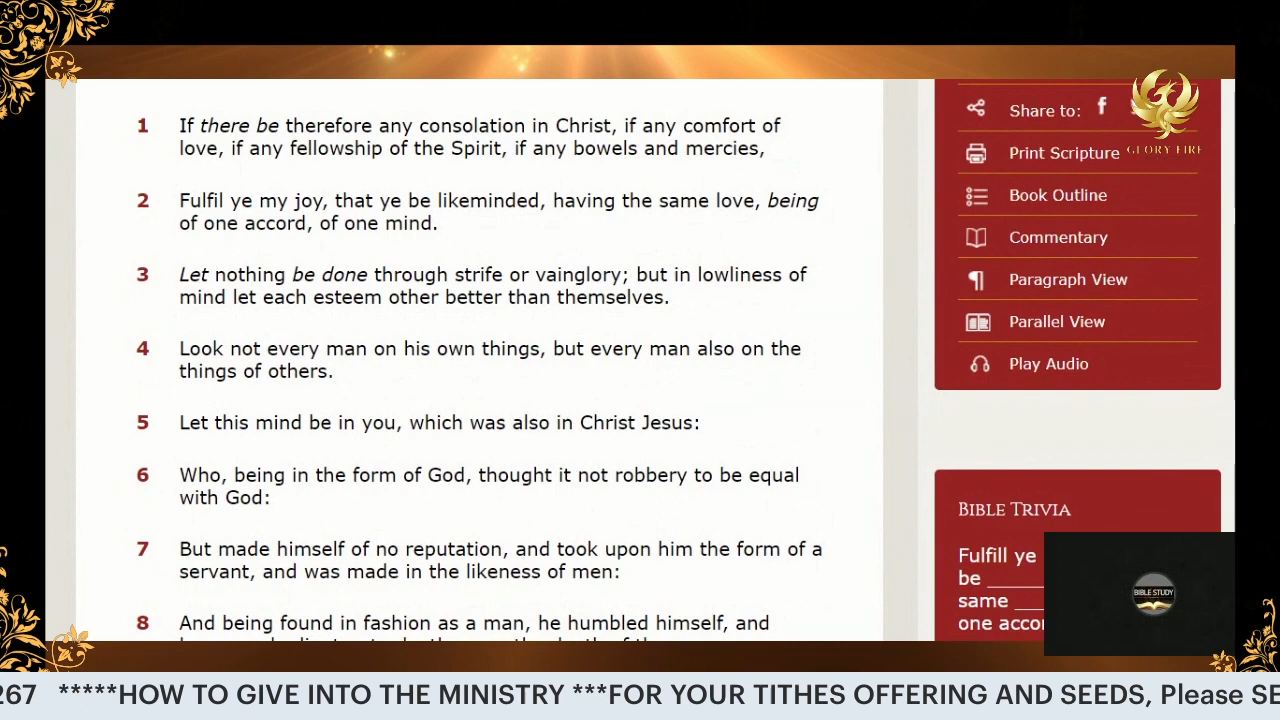 1 If there be therefore any consolation in Christ, if any comfort of
love, if any fellowship of the Spirit, if any bowels and mercies,
2 Fulfil ye my joy, that ye be likeminded, having the same love, being
of one accord, of one mind.
3 Let nothing be done through strife or vainglory; but in lowliness of
mind let each esteem other better than themselves.
4 Look not every man on his own things, but every man also on the
things of others.
5 Let this mind be in you, which was also in Christ Jesus:
6 Who, being in the form of God, thought it not robbery to be equal
with God:
7 But made himself of no reputation, and took upon him the form of a
servant, and was made in the likeness of men:
8 And being found in fashion as a man, he humbled himself, and
Share to:
GLORY FIRE
Print Scripture
Book Outline
Commentary
Paragraph View
Parallel View
Play Audio
BIBLE TRIVIA
Fulfill ye
be ______
same ____
one accor
BIBLE STUDY
267 *****HOW TO GIVE INTO THE MINISTRY ***FOR YOUR TITHES OFFERING AND SEEDS, Please SE